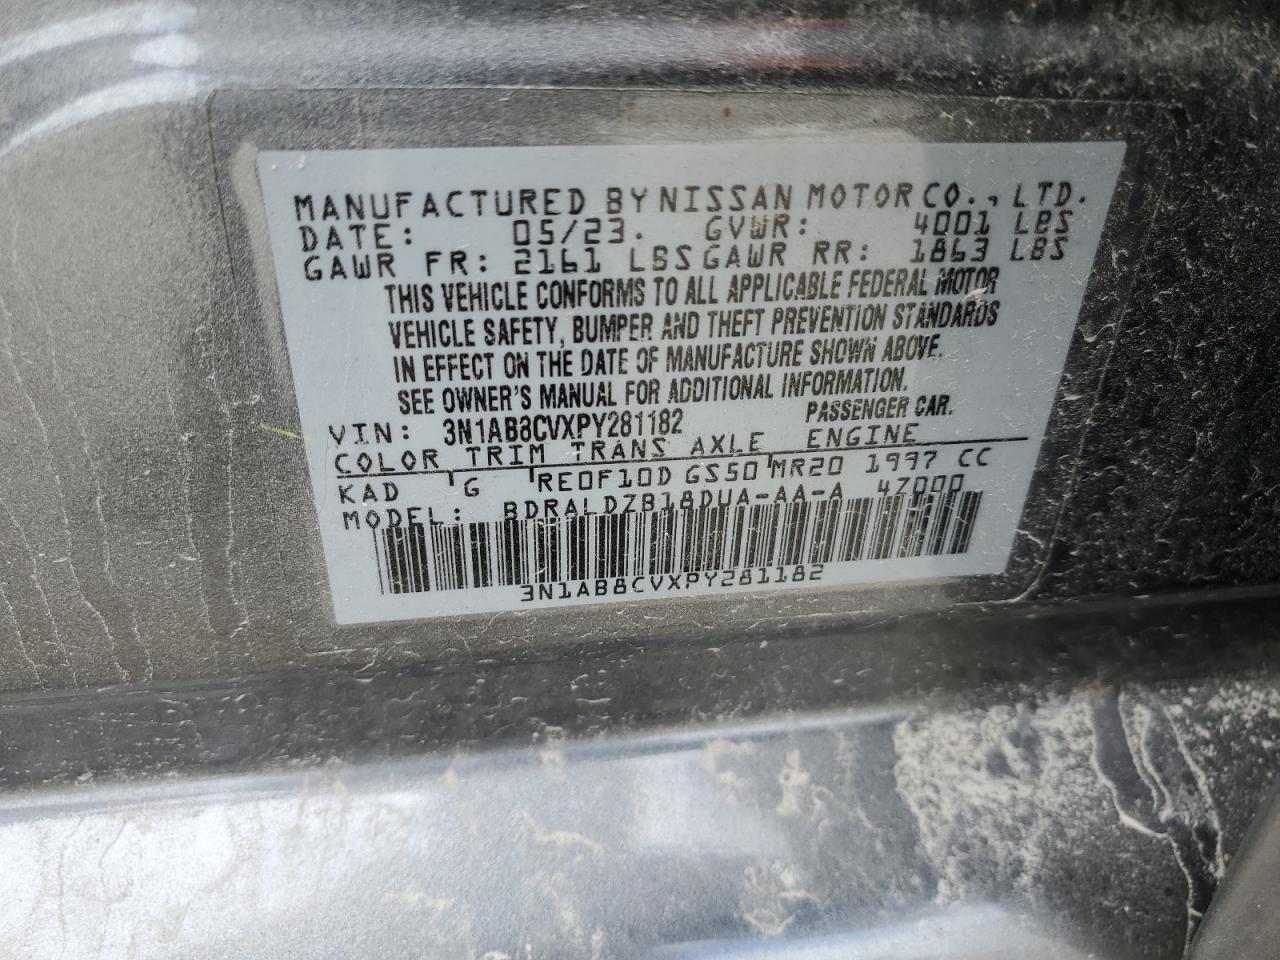 MANUFACTURED BY NISSAN MOTOR CO., LTD.
DATE: 05/23. GVWR: 4001 LBS
GAWR FR: 2161 LBS GAWR RR: 1863 LBS
THIS VEHICLE CONFORMS TO ALL APPLICABLE FEDERAL MOTOR
VEHICLE SAFETY, BUMPER AND THEFT PREVENTION STANDARDS
IN EFFECT ON THE DATE OF MANUFACTURE SHOWN ABOVE.
SEE OWNER'S MANUAL FOR ADDITIONAL INFORMATION.
VIN: 3N1AB8CVXPY281182 PASSENGER CAR.
COLOR TRIM TRANS AXLE ENGINE
KAD G RE0F10D GS50 MR20 1997 CC
MODEL: BDRALDZB18DUA-AA-A 4Z000
3N1AB8CVXPY281182